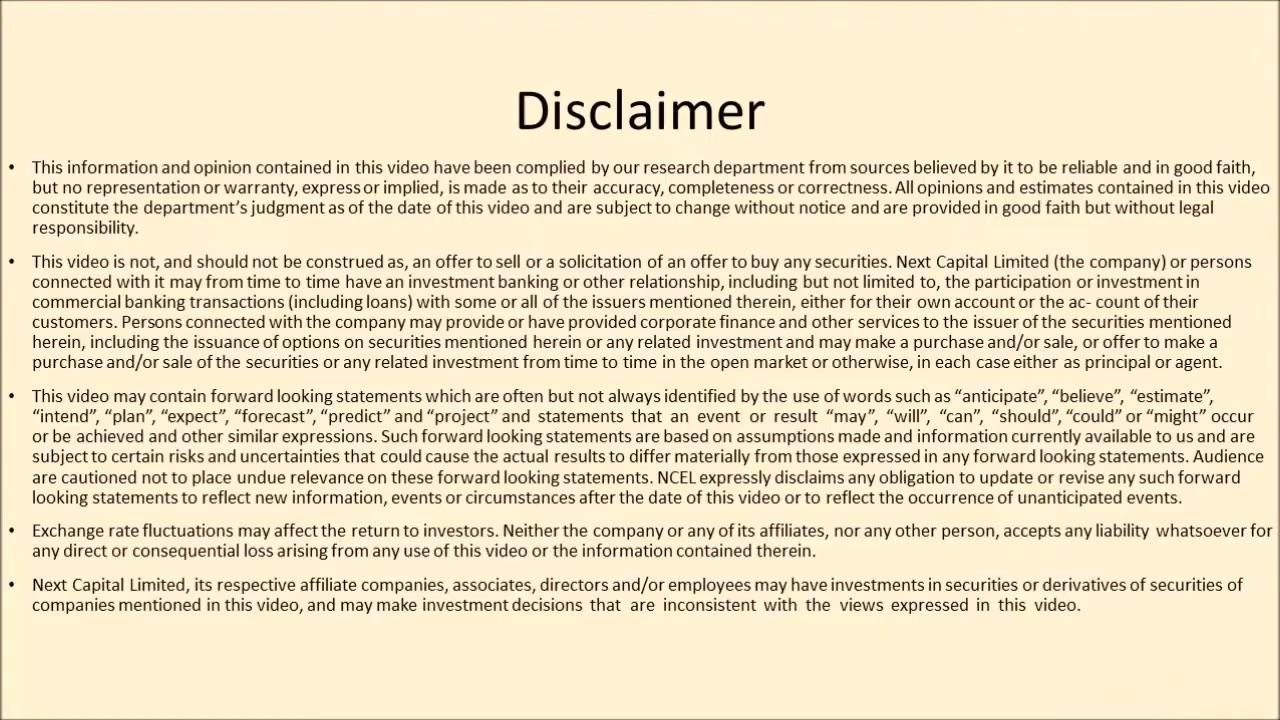 Disclaimer
• This information and opinion contained in this video have been complied by our research department from sources believed by it to be reliable and in good faith,
but no representation or warranty, express or implied, is made as to their accuracy, completeness or correctness. All opinions and estimates contained in this video
constitute the department’s judgment as of the date of this video and are subject to change without notice and are provided in good faith but without legal
responsibility.
• This video is not, and should not be construed as, an offer to sell or a solicitation of an offer to buy any securities. Next Capital Limited (the company) or persons
connected with it may from time to time have an investment banking or other relationship, including but not limited to, the participation or investment in
commercial banking transactions (including loans) with some or all of the issuers mentioned therein, either for their own account or the ac- count of their
customers. Persons connected with the company may provide or have provided corporate finance and other services to the issuer of the securities mentioned
herein, including the issuance of options on securities mentioned herein or any related investment and may make a purchase and/or sale, or offer to make a
purchase and/or sale of the securities or any related investment from time to time in the open market or otherwise, in each case either as principal or agent.
• This video may contain forward looking statements which are often but not always identified by the use of words such as “anticipate”, “believe”, “estimate”,
“intend”, “plan”, “expect”, “forecast”, “predict” and “project” and statements that an event or result “may”, “will”, “can”, “should”, “could” or “might” occur
or be achieved and other similar expressions. Such forward looking statements are based on assumptions made and information currently available to us and are
subject to certain risks and uncertainties that could cause the actual results to differ materially from those expressed in any forward looking statements. Audience
are cautioned not to place undue relevance on these forward looking statements. NCEL expressly disclaims any obligation to update or revise any such forward
looking statements to reflect new information, events or circumstances after the date of this video or to reflect the occurrence of unanticipated events.
• Exchange rate fluctuations may affect the return to investors. Neither the company or any of its affiliates, nor any other person, accepts any liability whatsoever for
any direct or consequential loss arising from any use of this video or the information contained therein.
• Next Capital Limited, its respective affiliate companies, associates, directors and/or employees may have investments in securities or derivatives of securities of
companies mentioned in this video, and may make investment decisions that are inconsistent with the views expressed in this video.